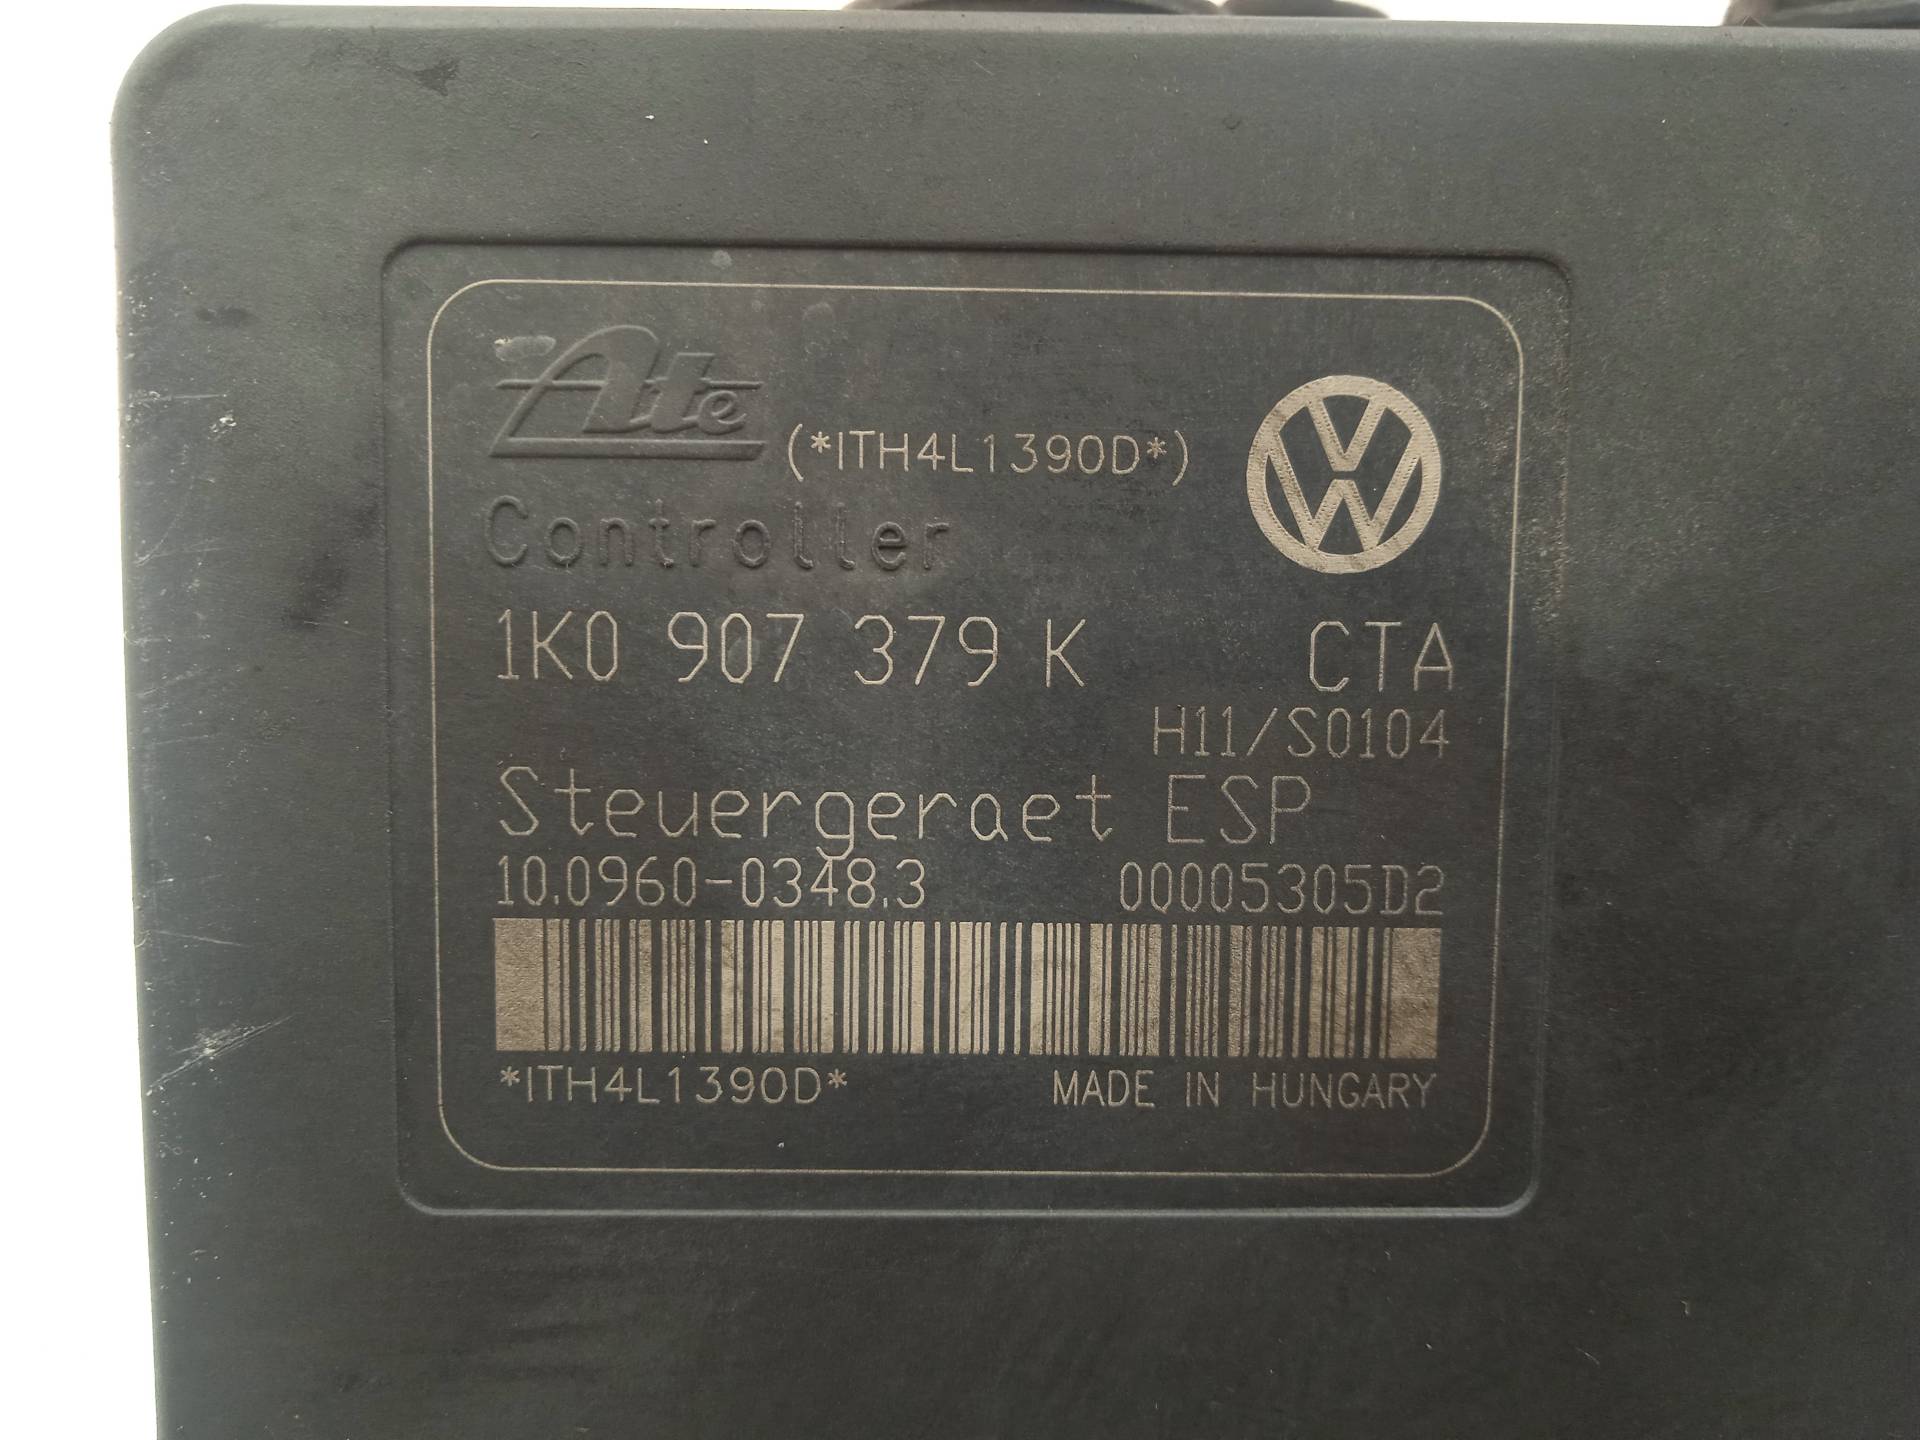 Ate (*ITH4L1390D*)
Controller
1K0 907 379 K CTA
H11/S0104
Steuergeraet ESP
10.0960-0348.3 00005305D2
*ITH4L1390D* MADE IN HUNGARY